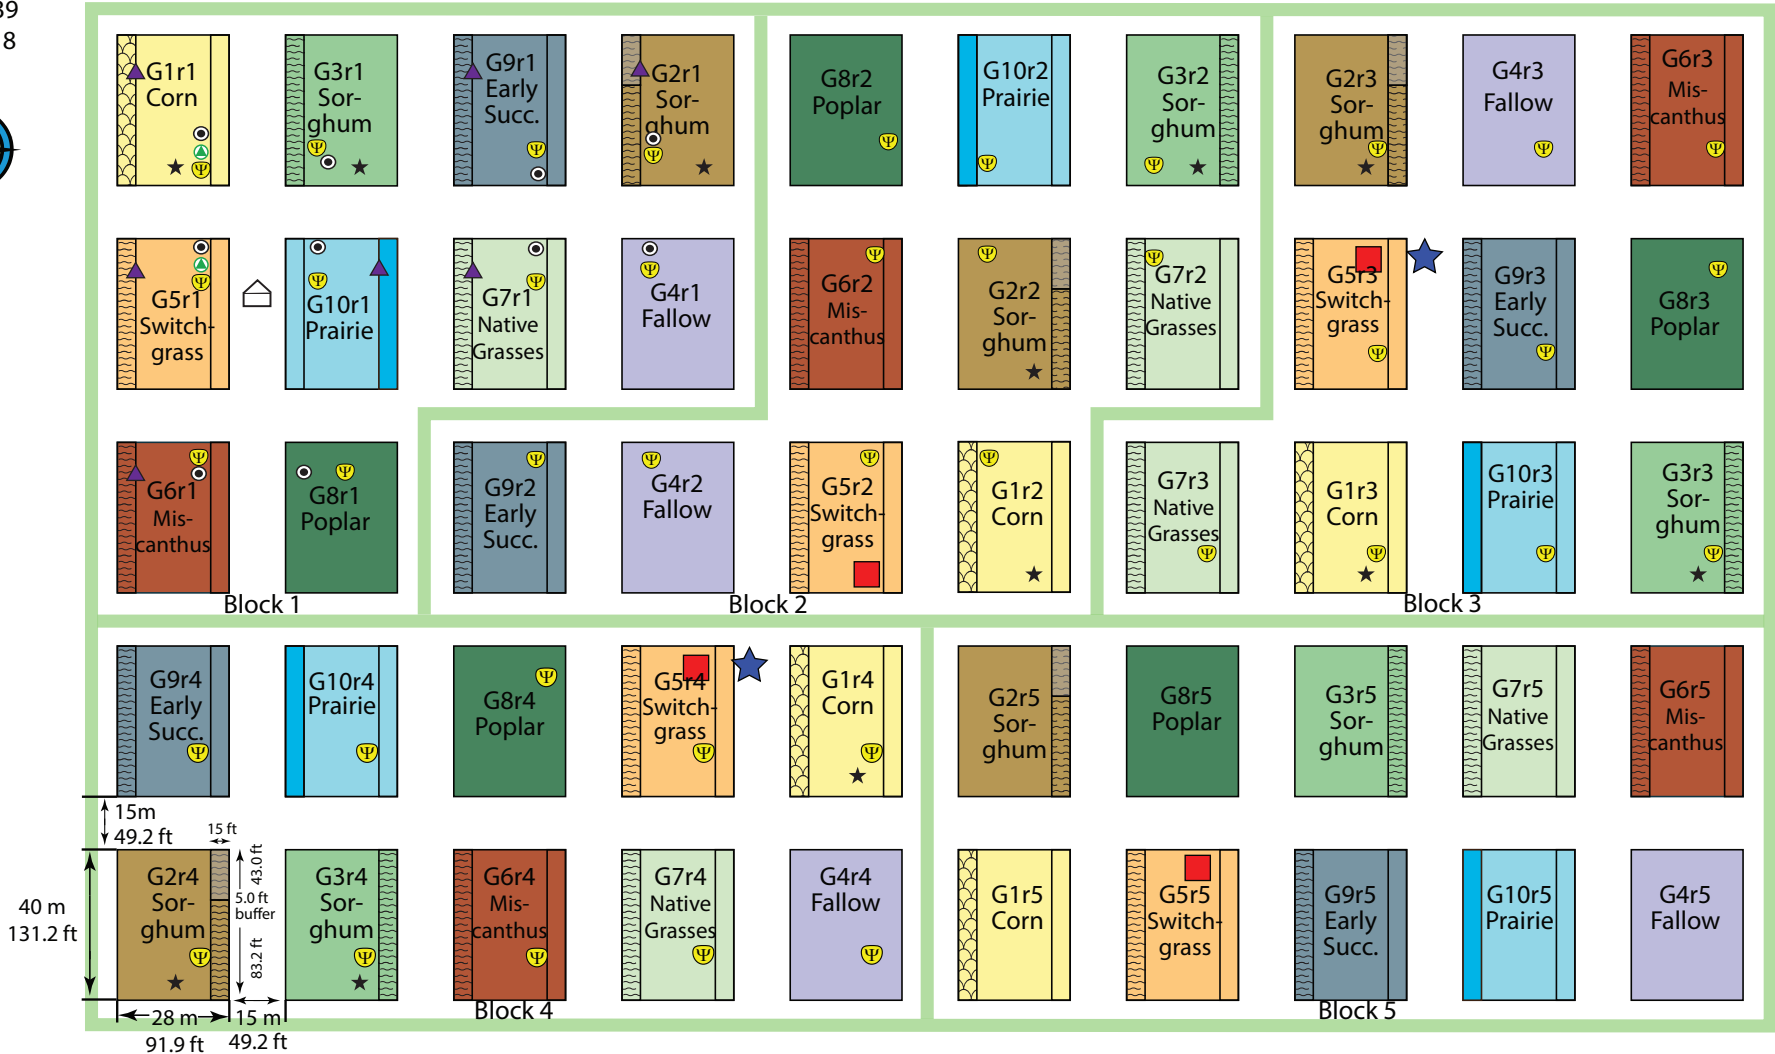 39
8
G1r1
Corn
G3r1
Sor-
ghum
G9r1
Early
Succ.
G2r1
Sor-
ghum
G8r2
Poplar
G10r2
Prairie
G3r2
Sor-
ghum
G2r3
Sor-
ghum
G4r3
Fallow
G6r3
Mis-
canthus
G5r1
Switch-
grass
G10r1
Prairie
G7r1
Native
Grasses
G4r1
Fallow
G6r2
Mis-
canthus
G2r2
Sor-
ghum
G7r2
Native
Grasses
G5r3
Switch-
grass
G9r3
Early
Succ.
G8r3
Poplar
G6r1
Mis-
canthus
G8r1
Poplar
G9r2
Early
Succ.
G4r2
Fallow
G5r2
Switch-
grass
G1r2
Corn
G7r3
Native
Grasses
G1r3
Corn
G10r3
Prairie
G3r3
Sor-
ghum
Block 1
Block 2
Block 3
G9r4
Early
Succ.
G10r4
Prairie
G8r4
Poplar
G5r4
Switch-
grass
G1r4
Corn
G2r5
Sor-
ghum
G8r5
Poplar
G3r5
Sor-
ghum
G7r5
Native
Grasses
G6r5
Mis-
canthus
15m
49.2 ft
15 ft
40 m
131.2 ft
G2r4
Sor-
ghum
43.0 ft
5.0 ft
buffer
83.2 ft
G3r4
Sor-
ghum
G6r4
Mis-
canthus
G7r4
Native
Grasses
G4r4
Fallow
G1r5
Corn
G5r5
Switch-
grass
G9r5
Early
Succ.
G10r5
Prairie
G4r5
Fallow
Block 4
Block 5
28 m
91.9 ft
15 m
49.2 ft